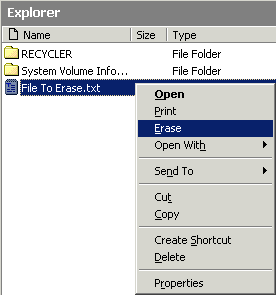 Explorer
Name Size Type
RECYCLER File Folder
System Volume Info... File Folder
File To Erase.txt
Open
Print
Erase
Open With
Send To
Cut
Copy
Create Shortcut
Delete
Properties